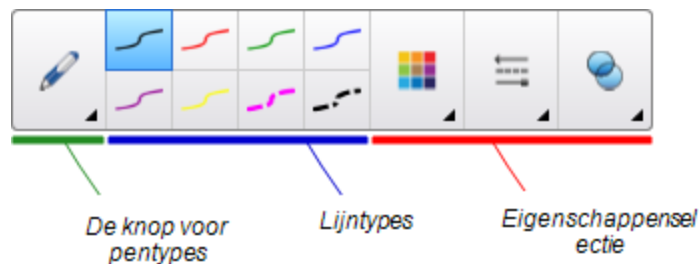 De knop voor
pentypes
Lijntypes
Eigenschappensel
ectie